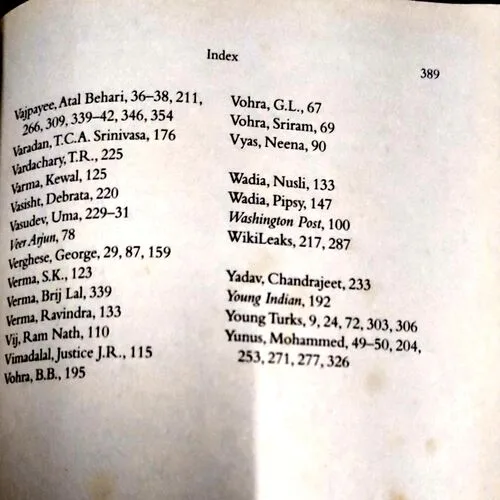 Index
389
Vajpayee, Atal Behari, 36–38, 211,
266, 309, 339–42, 346, 354
Varadan, T.C.A. Srinivasa, 176
Vardachary, T.R., 225
Varma, Kewal, 125
Vasisht, Debrata, 220
Vasudev, Uma, 229–31
Veer Arjun, 78
Verghese, George, 29, 87, 159
Verma, S.K., 123
Verma, Brij Lal, 339
Verma, Ravindra, 133
Vij, Ram Nath, 110
Vimadalal, Justice J.R., 115
Vohra, B.B., 195
Vohra, G.L., 67
Vohra, Sriram, 69
Vyas, Neena, 90
Wadia, Nusli, 133
Wadia, Pipsy, 147
Washington Post, 100
WikiLeaks, 217, 287
Yadav, Chandrajeet, 233
Young Indian, 192
Young Turks, 9, 24, 72, 303, 306
Yunus, Mohammed, 49–50, 204,
253, 271, 277, 326